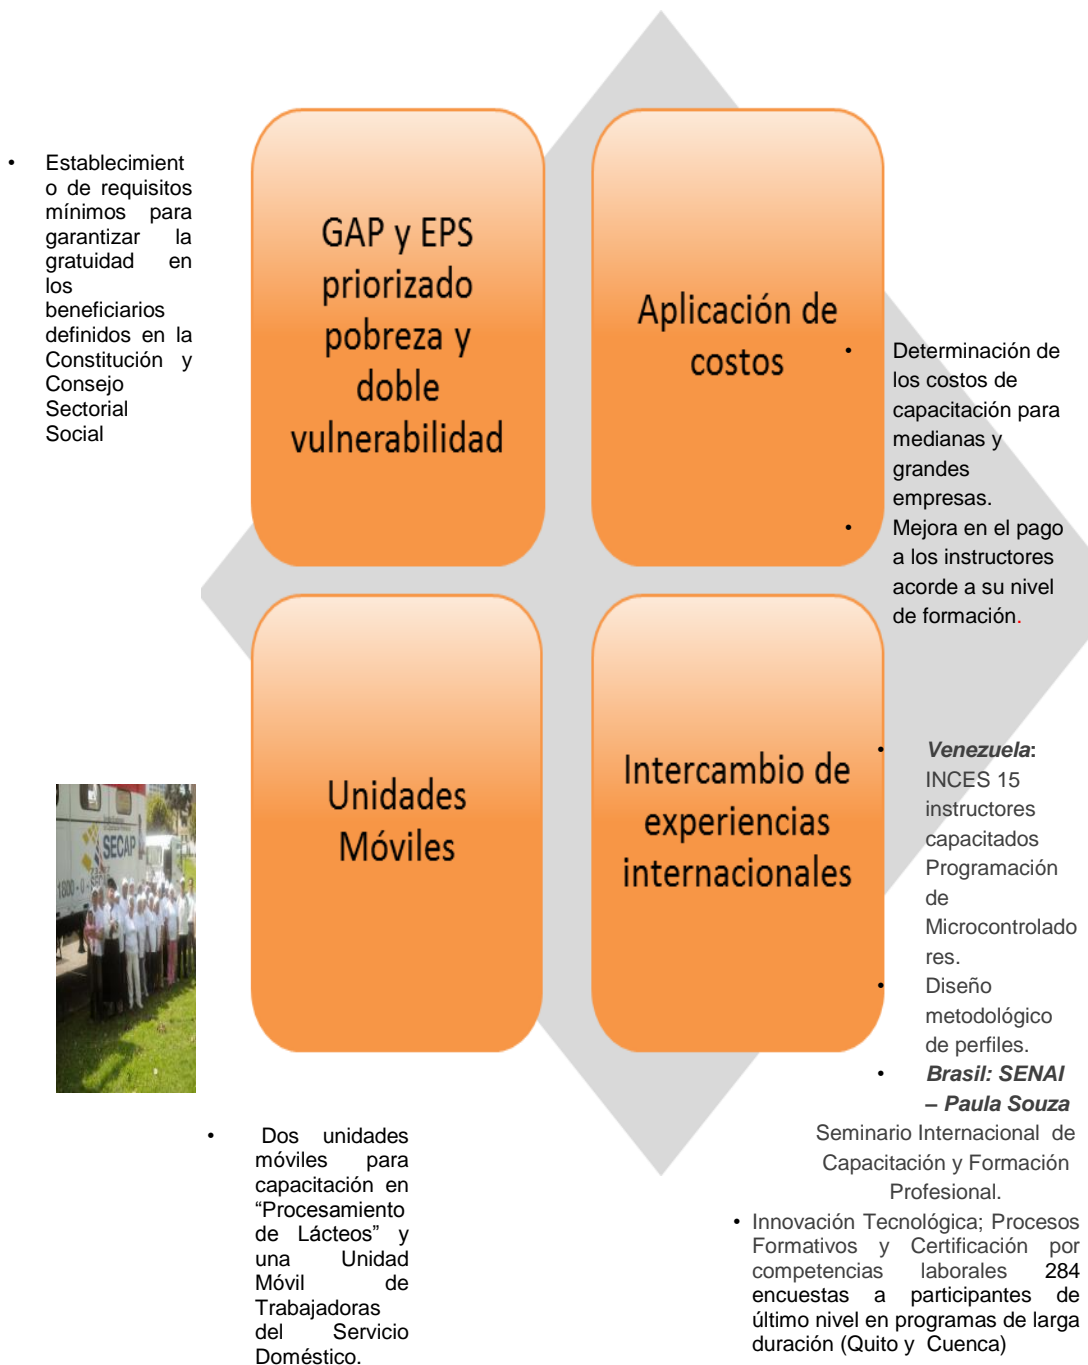 • Establecimient
o de requisitos
mínimos para
garantizar la
gratuidad en
los
beneficiarios
definidos en la
Constitución y
Consejo
Sectorial
Social
GAP y EPS
priorizado
pobreza y
doble
vulnerabilidad
Aplicación de
costos
• Determinación de
los costos de
capacitación para
medianas y
grandes
empresas.
• Mejora en el pago
a los instructores
acorde a su nivel
de formación.
SECAP
Unidades
Móviles
• Dos unidades
móviles para
capacitación en
“Procesamiento
de Lácteos” y
una Unidad
Móvil de
Trabajadoras
del Servicio
Doméstico.
Intercambio de
experiencias
internacionales
• Venezuela:
INCES 15
instructores
capacitados
Programación
de
Microcontrolado
res.
• Diseño
metodológico
de perfiles.
• Brasil: SENAI
– Paula Souza
Seminario Internacional de
Capacitación y Formación
Profesional.
• Innovación Tecnológica; Procesos
Formativos y Certificación por
competencias laborales 284
encuestas a participantes de
último nivel en programas de larga
duración (Quito y Cuenca)